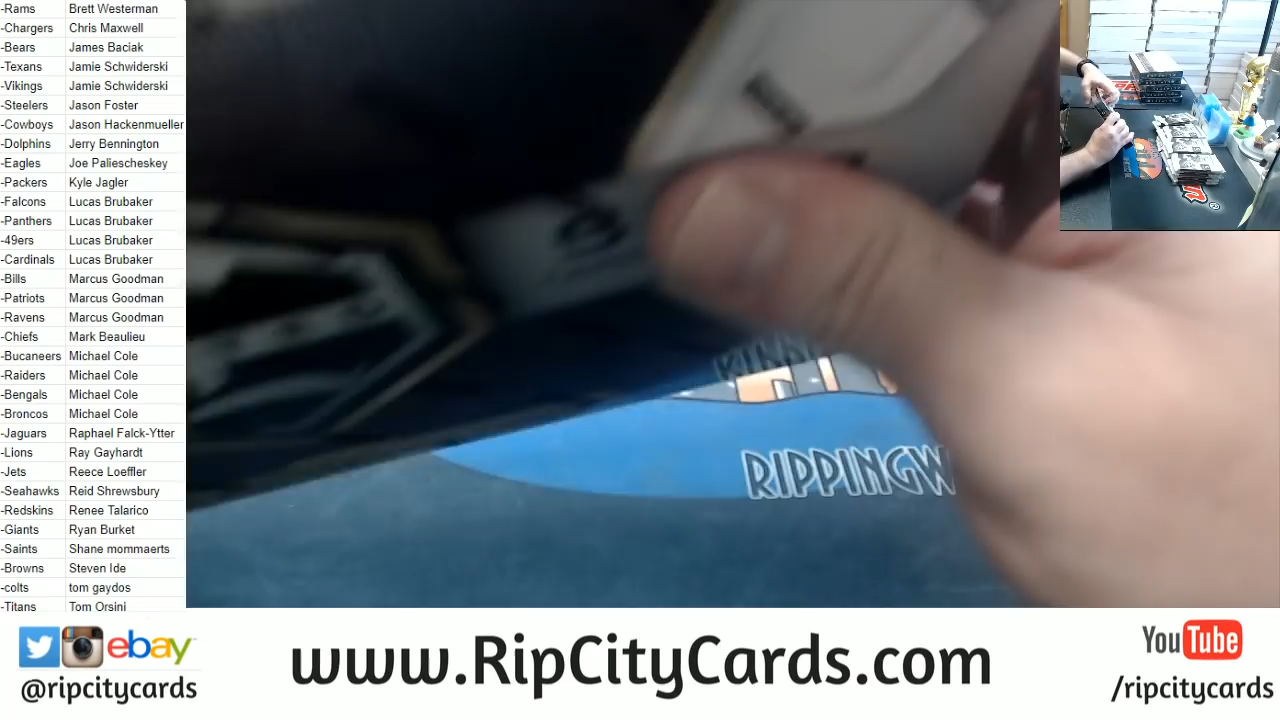 -Rams Brett Westerman
-Chargers Chris Maxwell
-Bears James Baciak
-Texans Jamie Schwiderski
-Vikings Jamie Schwiderski
-Steelers Jason Foster
-Cowboys Jason Hackenmueller
-Dolphins Jerry Bennington
-Eagles Joe Paliescheskey
-Packers Kyle Jagler
-Falcons Lucas Brubaker
-Panthers Lucas Brubaker
-49ers Lucas Brubaker
-Cardinals Lucas Brubaker
-Bills Marcus Goodman
-Patriots Marcus Goodman
-Ravens Marcus Goodman
-Chiefs Mark Beaulieu
-Bucaneers Michael Cole
-Raiders Michael Cole
-Bengals Michael Cole
-Broncos Michael Cole
-Jaguars Raphael Falck-Ytter
-Lions Ray Gayhardt
-Jets Reece Loeffler
-Seahawks Reid Shrewsbury
-Redskins Renee Talarico
-Giants Ryan Burket
-Saints Shane mommaerts
-Browns Steven Ide
-colts tom gaydos
-Titans Tom Orsini
RIPPINGW
ebay
@ripcitycards
www.RipCityCards.com
YouTube
/ripcitycards